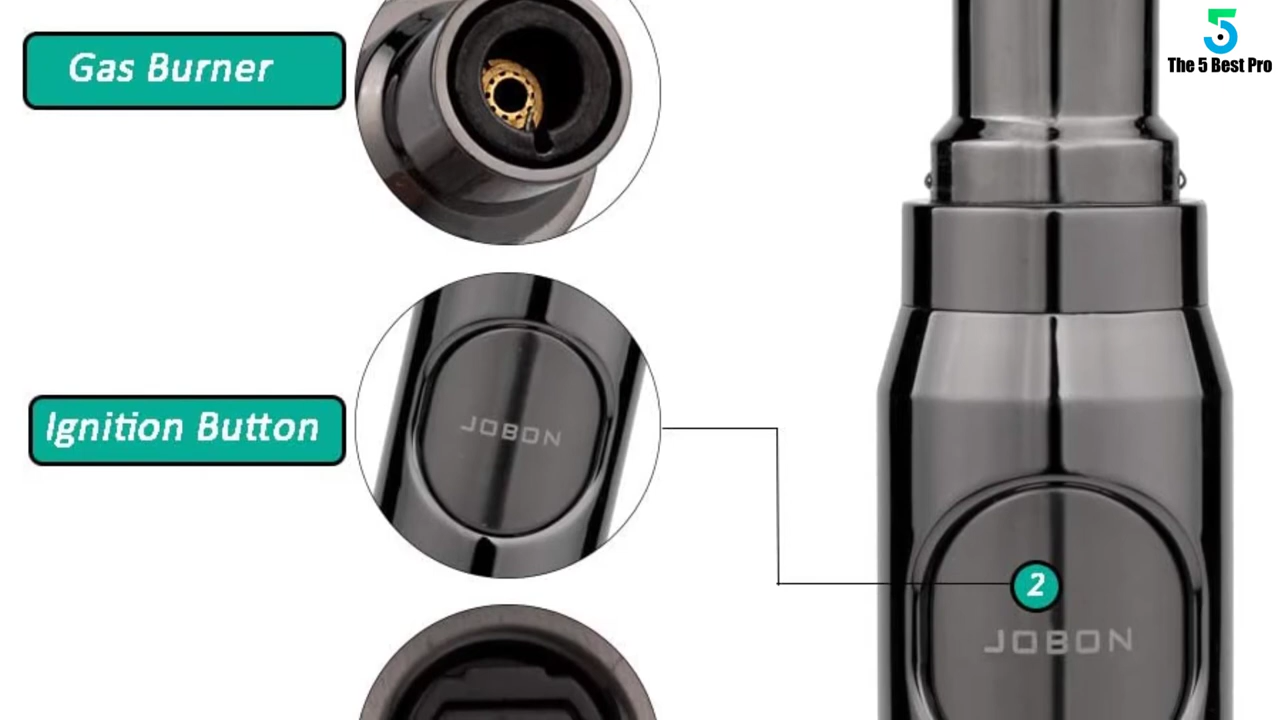 Gas Burner
5
The 5 Best Pro
Ignition Button
JOBON
2
JOBON